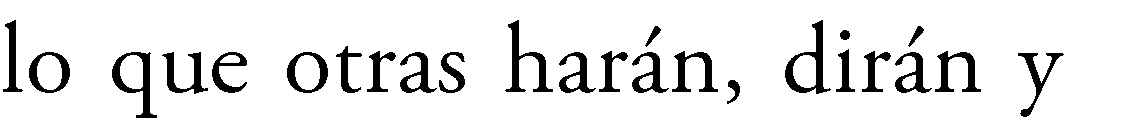 lo que otras harán, dirán y